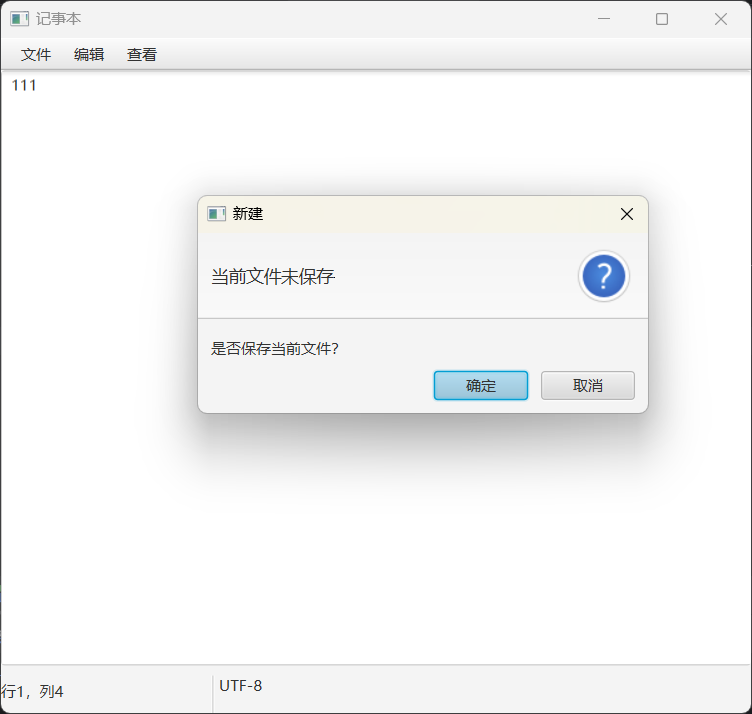 记事本
文件 编辑 查看
111
新建
当前文件未保存
?
是否保存当前文件?
确定 取消
行1，列4 UTF-8